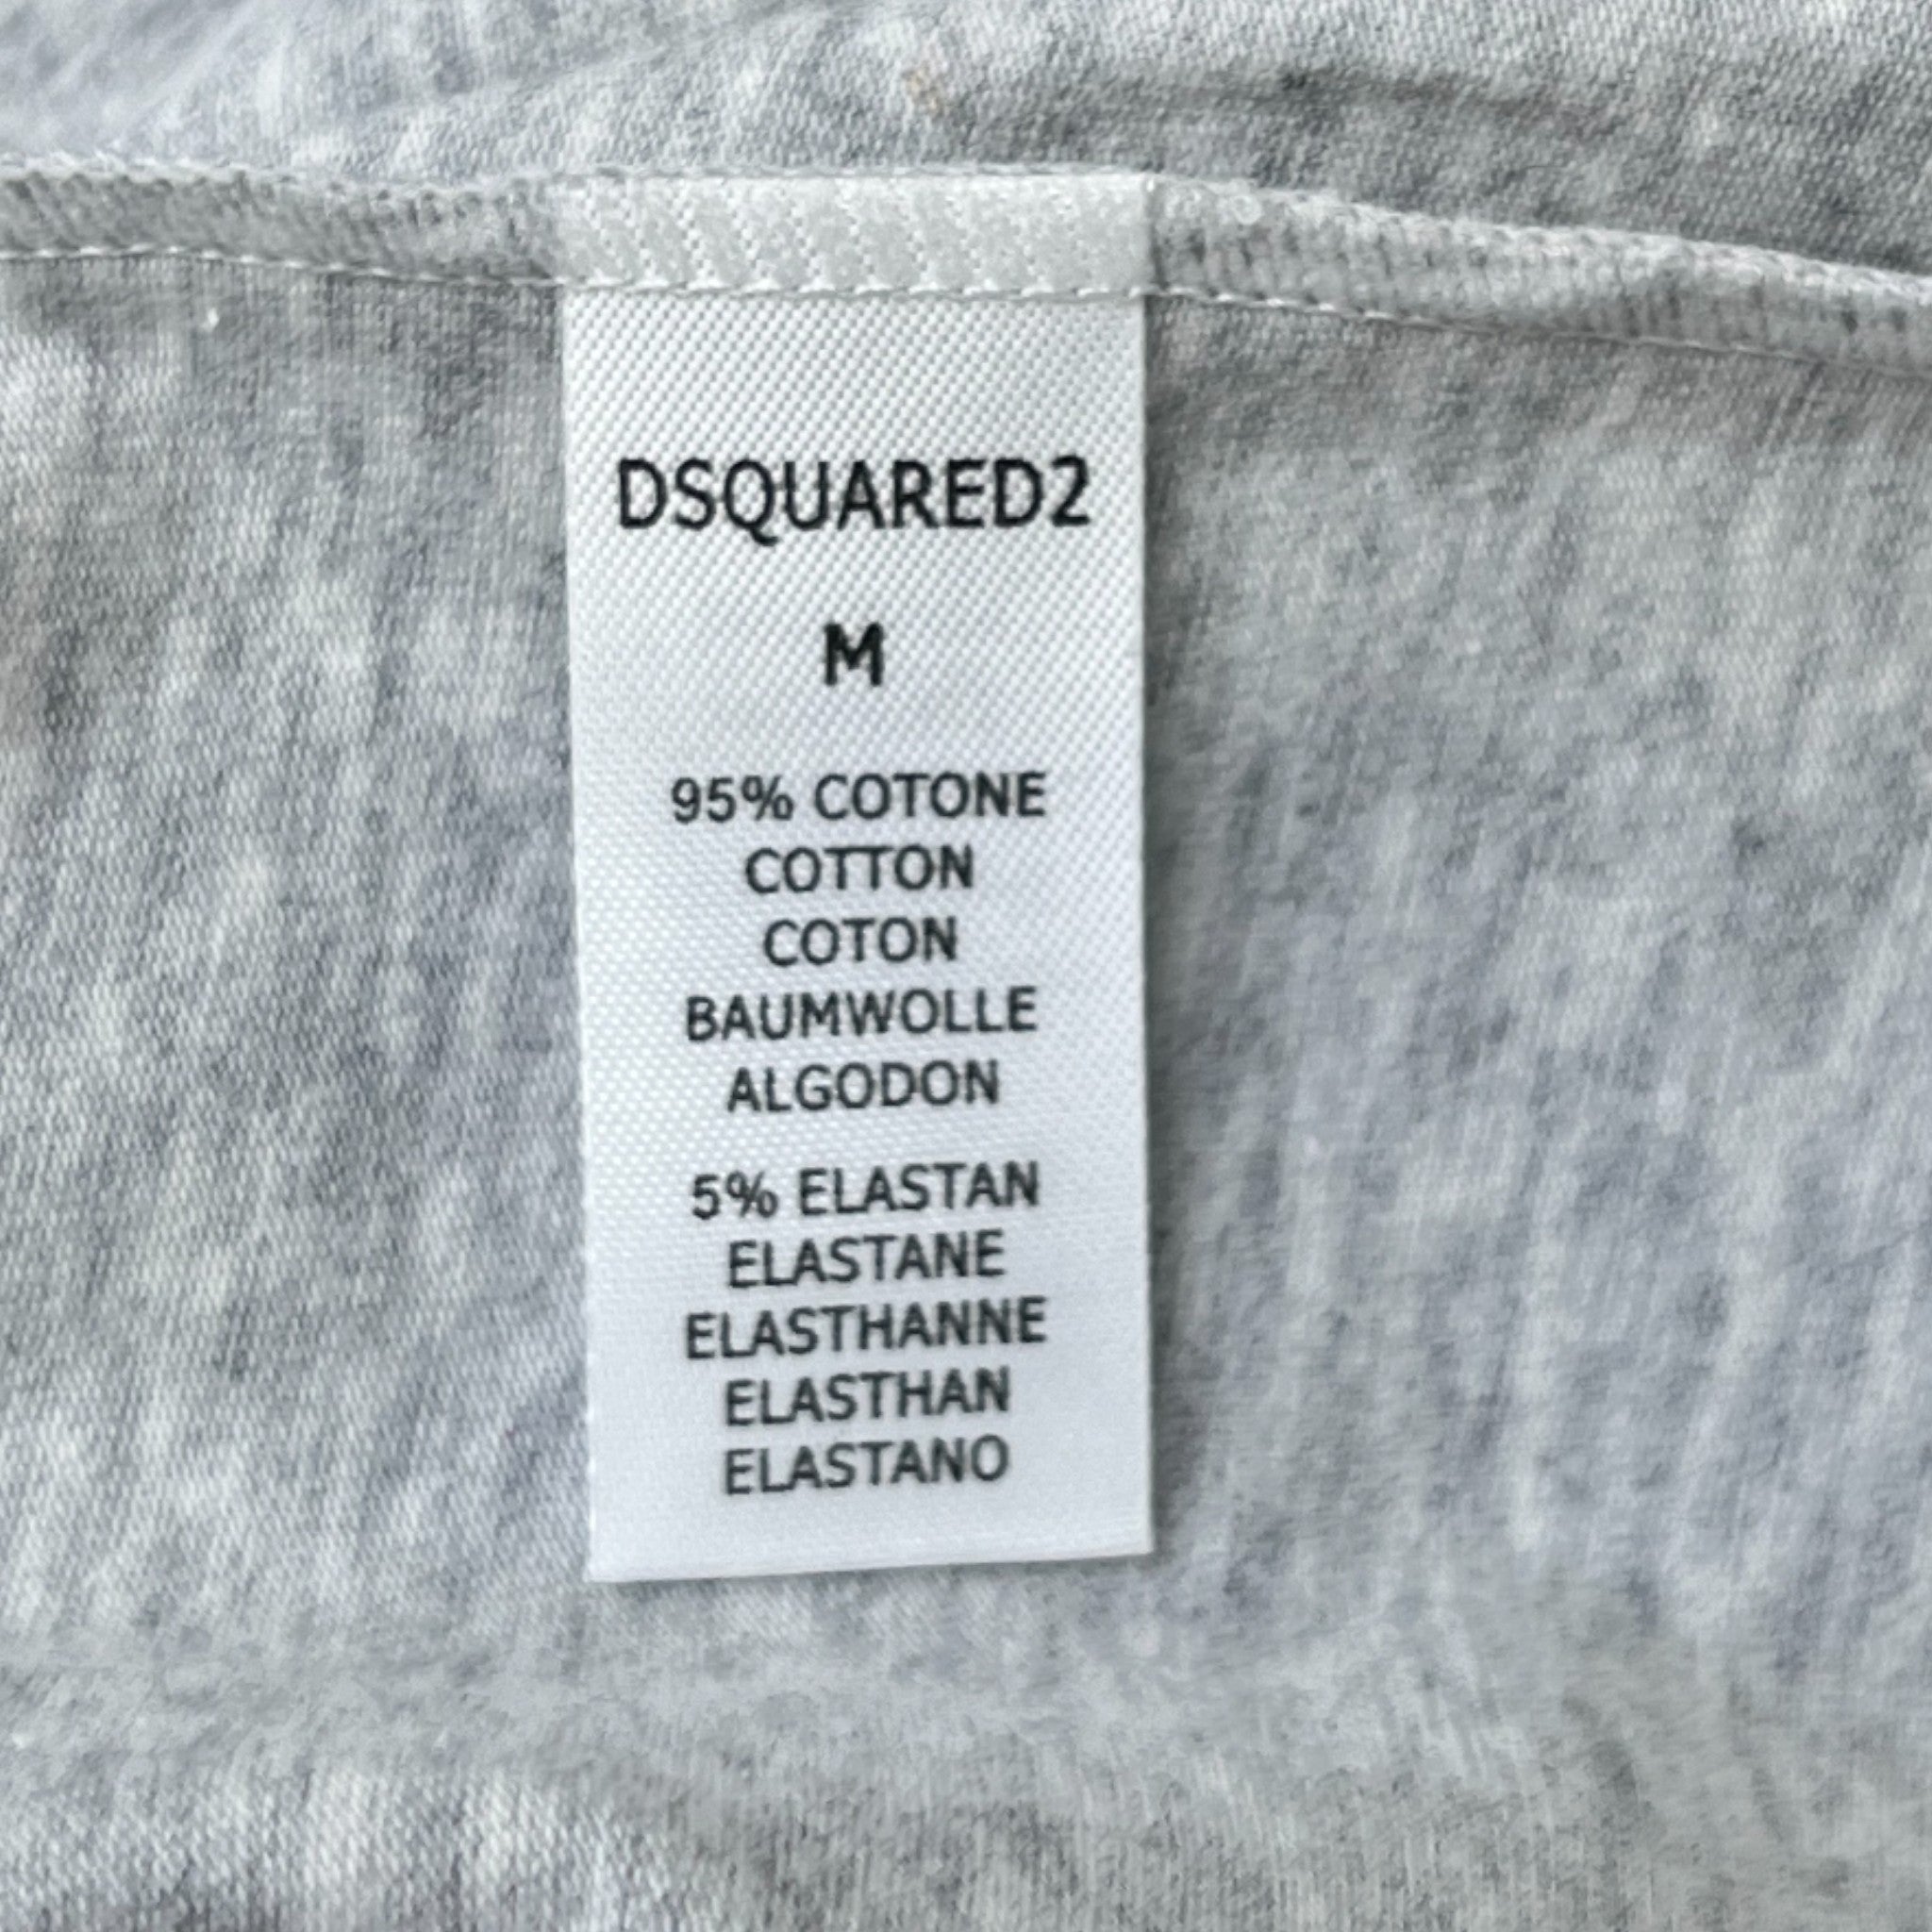 DSQUARED2
M
95% COTONE
COTTON
COTON
BAUMWOLLE
ALGODON
5% ELASTAN
ELASTANE
ELASTHANNE
ELASTHAN
ELASTANO